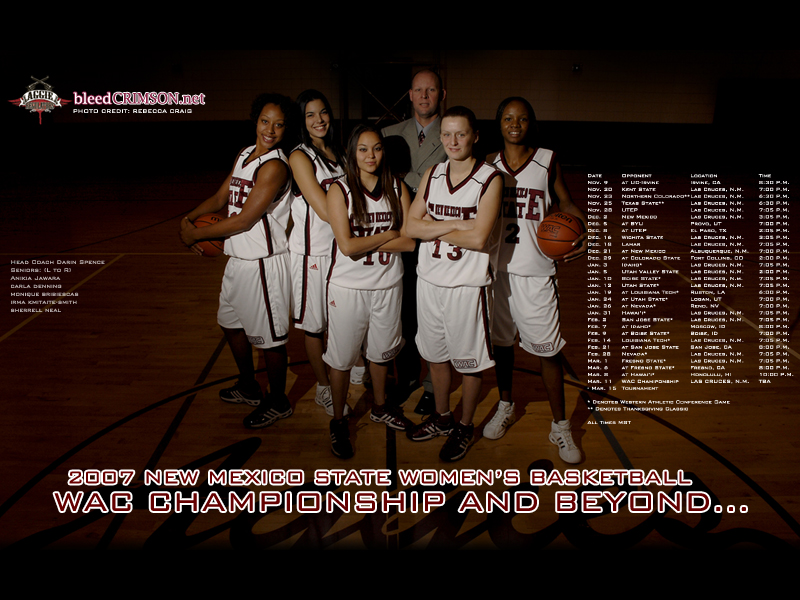 AGGIE
bleedCRIMSON.net
PHOTO CREDIT: REBECCA CRAIG
HEAD COACH DARIN SPENCE
SENIORS: (L TO R)
ANIKIA JAWARA
CARLA DENNING
MONIQUE BRIBIESCAS
IRMA KMITAITE-SMITH
SHERRELL NEAL
STATE
10
13
2
DATE OPPONENT LOCATION TIME
NOV. 9 AT UC-IRVINE IRVINE, CA 8:30 P.M.
NOV. 20 KENT STATE LAS CRUCES, N.M. 7:00 P.M.
NOV. 23 NORTHERN COLORADO** LAS CRUCES, N.M. 6:30 P.M.
NOV. 25 TEXAS STATE** LAS CRUCES, N.M. 6:30 P.M.
NOV. 28 UTEP LAS CRUCES, N.M. 7:05 P.M.
DEC. 2 NEW MEXICO LAS CRUCES, N.M. 3:05 P.M.
DEC. 5 AT BYU PROVO, UT 7:00 P.M.
DEC. 8 AT UTEP EL PASO, TX 3:05 P.M.
DEC. 16 WICHITA STATE LAS CRUCES, N.M. 3:05 P.M.
DEC. 18 LAMAR LAS CRUCES, N.M. 7:05 P.M.
DEC. 21 AT NEW MEXICO ALBUQUERQUE, N.M. 7:00 P.M.
DEC. 29 AT COLORADO STATE FORT COLLINS, CO 2:00 P.M.
JAN. 3 IDAHO* LAS CRUCES, N.M. 7:05 P.M.
JAN. 5 UTAH VALLEY STATE LAS CRUCES, N.M. 2:00 P.M.
JAN. 10 BOISE STATE* LAS CRUCES, N.M. 7:05 P.M.
JAN. 12 UTAH STATE* LAS CRUCES, N.M. 7:05 P.M.
JAN. 19 AT LOUISIANA TECH* RUSTON, LA 6:00 P.M.
JAN. 24 AT UTAH STATE* LOGAN, UT 7:00 P.M.
JAN. 26 AT NEVADA* RENO, NV 7:00 P.M.
JAN. 31 HAWAI'I* LAS CRUCES, N.M. 7:05 P.M.
FEB. 2 SAN JOSE STATE* LAS CRUCES, N.M. 7:05 P.M.
FEB. 7 AT IDAHO* MOSCOW, ID 8:00 P.M.
FEB. 9 AT BOISE STATE* BOISE, ID 7:00 P.M.
FEB. 14 LOUISIANA TECH* LAS CRUCES, N.M. 7:05 P.M.
FEB. 21 AT SAN JOSE STATE SAN JOSE, CA 8:00 P.M.
FEB. 28 NEVADA* LAS CRUCES, N.M. 7:05 P.M.
MAR. 1 FRESNO STATE* LAS CRUCES, N.M. 7:05 P.M.
MAR. 6 AT FRESNO STATE* FRESNO, CA 8:00 P.M.
MAR. 8 AT HAWAI'I* HONOLULU, HI 10:00 P.M.
MAR. 11 WAC CHAMPIONSHIP LAS CRUCES, N.M. TBA
- MAR. 15 TOURNAMENT
* DENOTES WESTERN ATHLETIC CONFERENCE GAME
** DENOTES THANKSGIVING CLASSIC
ALL TIMES MST
2007 NEW MEXICO STATE WOMEN'S BASKETBALL
WAC CHAMPIONSHIP AND BEYOND...